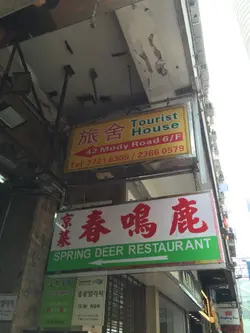 旅舍 Tourist House
42 Mody Road 6/F
Tel: 2721 8309 / 2366 0579
京菜 春鳴鹿
SPRING DEER RESTAURANT